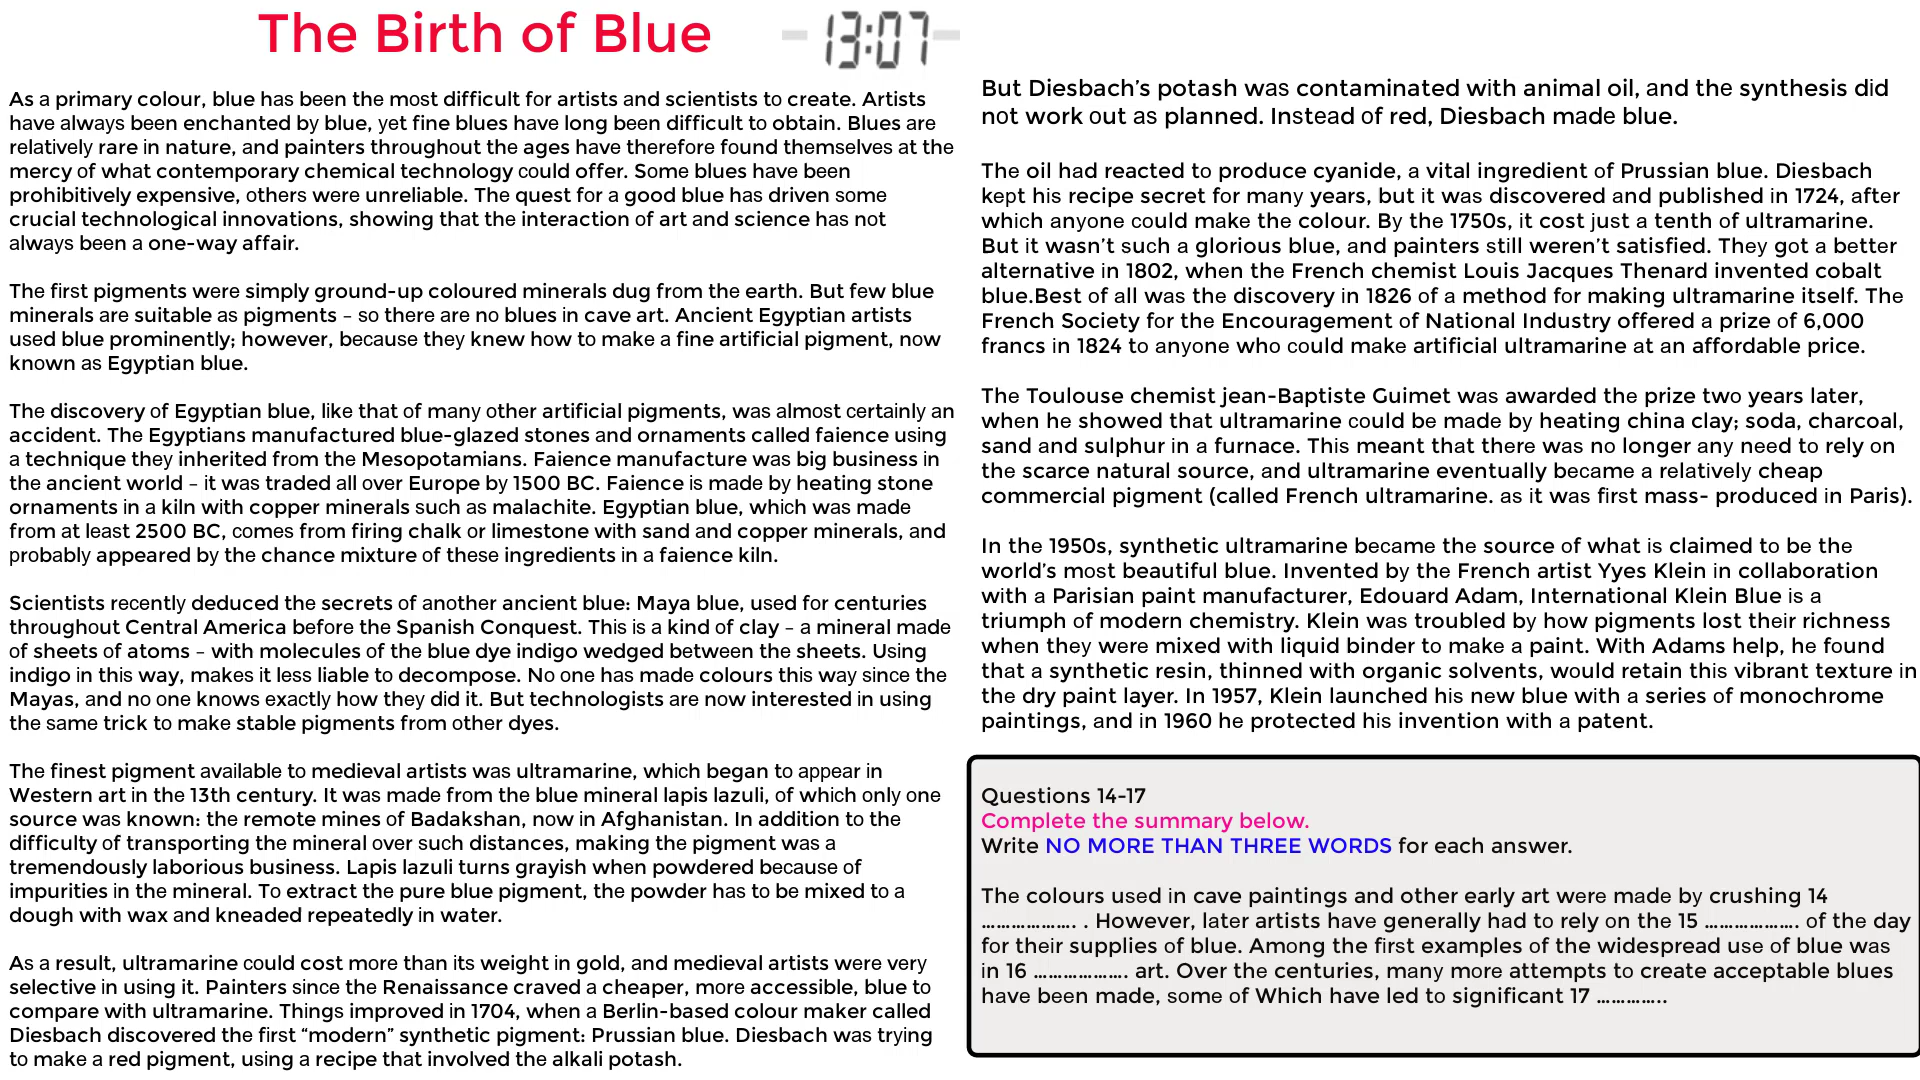 The Birth of Blue
13:07
As a primary colour, blue has been the most difficult for artists and scientists to create. Artists
have always been enchanted by blue, yet fine blues have long been difficult to obtain. Blues are
relatively rare in nature, and painters throughout the ages have therefore found themselves at the
mercy of what contemporary chemical technology could offer. Some blues have been
prohibitively expensive, others were unreliable. The quest for a good blue has driven some
crucial technological innovations, showing that the interaction of art and science has not
always been a one-way affair.
The first pigments were simply ground-up coloured minerals dug from the earth. But few blue
minerals are suitable as pigments – so there are no blues in cave art. Ancient Egyptian artists
used blue prominently; however, because they knew how to make a fine artificial pigment, now
known as Egyptian blue.
The discovery of Egyptian blue, like that of many other artificial pigments, was almost certainly an
accident. The Egyptians manufactured blue-glazed stones and ornaments called faience using
a technique they inherited from the Mesopotamians. Faience manufacture was big business in
the ancient world – it was traded all over Europe by 1500 BC. Faience is made by heating stone
ornaments in a kiln with copper minerals such as malachite. Egyptian blue, which was made
from at least 2500 BC, comes from firing chalk or limestone with sand and copper minerals, and
probably appeared by the chance mixture of these ingredients in a faience kiln.
Scientists recently deduced the secrets of another ancient blue: Maya blue, used for centuries
throughout Central America before the Spanish Conquest. This is a kind of clay – a mineral made
of sheets of atoms – with molecules of the blue dye indigo wedged between the sheets. Using
indigo in this way, makes it less liable to decompose. No one has made colours this way since the
Mayas, and no one knows exactly how they did it. But technologists are now interested in using
the same trick to make stable pigments from other dyes.
The finest pigment available to medieval artists was ultramarine, which began to appear in
Western art in the 13th century. It was made from the blue mineral lapis lazuli, of which only one
source was known: the remote mines of Badakshan, now in Afghanistan. In addition to the
difficulty of transporting the mineral over such distances, making the pigment was a
tremendously laborious business. Lapis lazuli turns grayish when powdered because of
impurities in the mineral. To extract the pure blue pigment, the powder has to be mixed to a
dough with wax and kneaded repeatedly in water.
As a result, ultramarine could cost more than its weight in gold, and medieval artists were very
selective in using it. Painters since the Renaissance craved a cheaper, more accessible, blue to
compare with ultramarine. Things improved in 1704, when a Berlin-based colour maker called
Diesbach discovered the first “modern” synthetic pigment: Prussian blue. Diesbach was trying
to make a red pigment, using a recipe that involved the alkali potash.
But Diesbach’s potash was contaminated with animal oil, and the synthesis did
not work out as planned. Instead of red, Diesbach made blue.
The oil had reacted to produce cyanide, a vital ingredient of Prussian blue. Diesbach
kept his recipe secret for many years, but it was discovered and published in 1724, after
which anyone could make the colour. By the 1750s, it cost just a tenth of ultramarine.
But it wasn’t such a glorious blue, and painters still weren’t satisfied. They got a better
alternative in 1802, when the French chemist Louis Jacques Thenard invented cobalt
blue.Best of all was the discovery in 1826 of a method for making ultramarine itself. The
French Society for the Encouragement of National Industry offered a prize of 6,000
francs in 1824 to anyone who could make artificial ultramarine at an affordable price.
The Toulouse chemist jean-Baptiste Guimet was awarded the prize two years later,
when he showed that ultramarine could be made by heating china clay; soda, charcoal,
sand and sulphur in a furnace. This meant that there was no longer any need to rely on
the scarce natural source, and ultramarine eventually became a relatively cheap
commercial pigment (called French ultramarine. as it was first mass- produced in Paris).
In the 1950s, synthetic ultramarine became the source of what is claimed to be the
world’s most beautiful blue. Invented by the French artist Yyes Klein in collaboration
with a Parisian paint manufacturer, Edouard Adam, International Klein Blue is a
triumph of modern chemistry. Klein was troubled by how pigments lost their richness
when they were mixed with liquid binder to make a paint. With Adams help, he found
that a synthetic resin, thinned with organic solvents, would retain this vibrant texture in
the dry paint layer. In 1957, Klein launched his new blue with a series of monochrome
paintings, and in 1960 he protected his invention with a patent.
Questions 14-17
Complete the summary below.
Write NO MORE THAN THREE WORDS for each answer.
The colours used in cave paintings and other early art were made by crushing 14
………………. . However, later artists have generally had to rely on the 15 ………………. of the day
for their supplies of blue. Among the first examples of the widespread use of blue was
in 16 ………………. art. Over the centuries, many more attempts to create acceptable blues
have been made, some of Which have led to significant 17 …………..